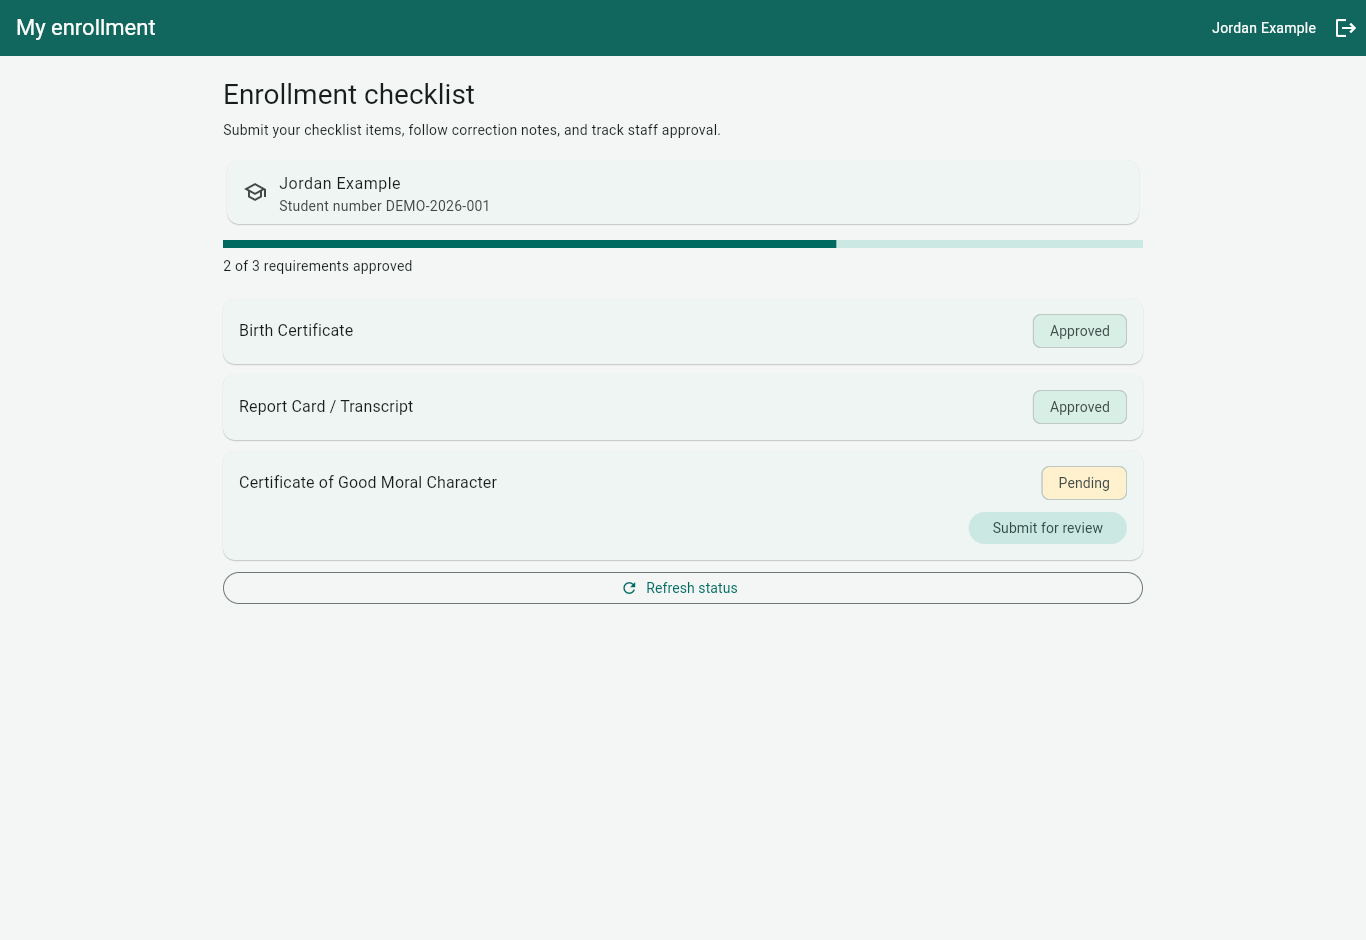 My enrollment
Jordan Example
Enrollment checklist
Submit your checklist items, follow correction notes, and track staff approval.
Jordan Example
Student number DEMO-2026-001
2 of 3 requirements approved
Birth Certificate
Approved
Report Card / Transcript
Approved
Certificate of Good Moral Character
Pending
Submit for review
Refresh status